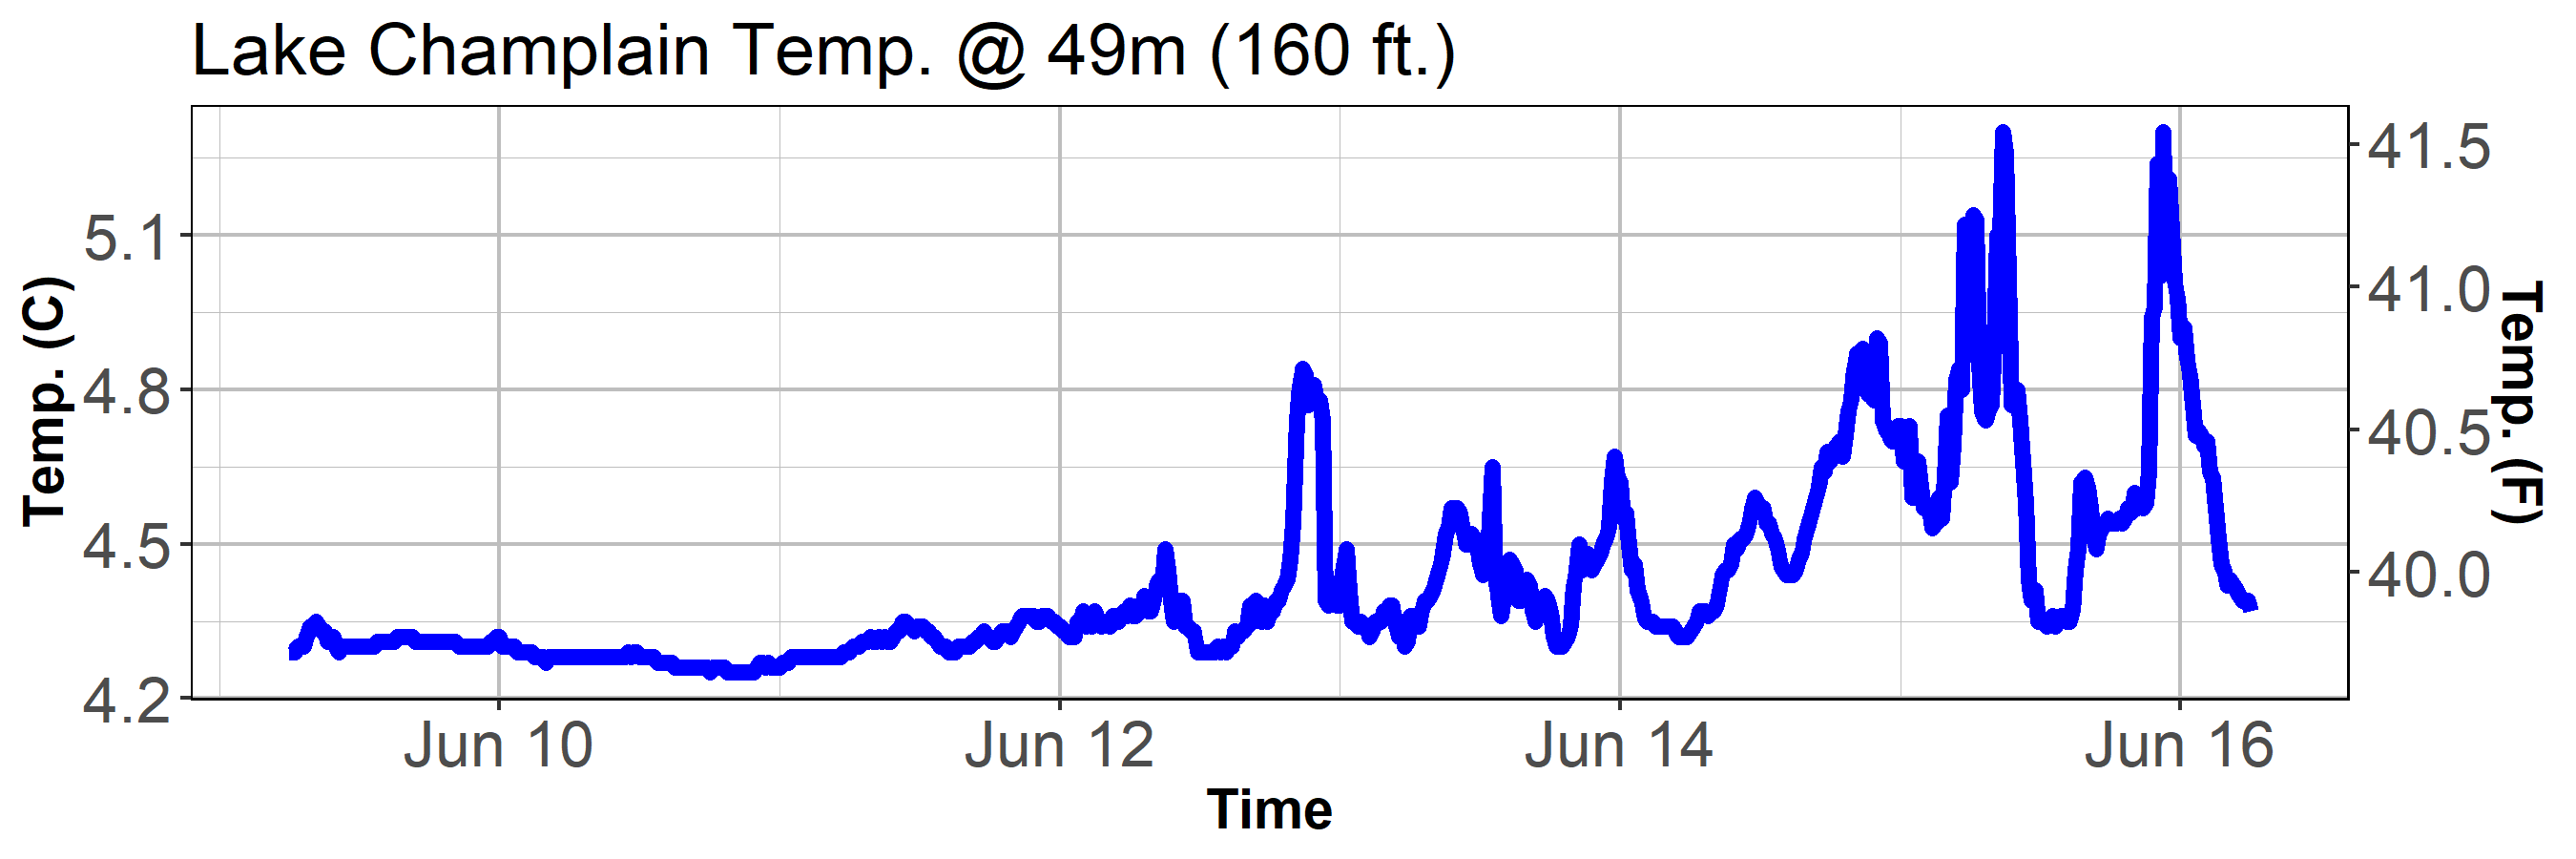 Lake Champlain Temp. @ 49m (160 ft.)
Temp. (C)
5.1
4.8
4.5
4.2
41.5
41.0
40.5
40.0
Temp. (F)
Jun 10 Jun 12 Jun 14 Jun 16
Time